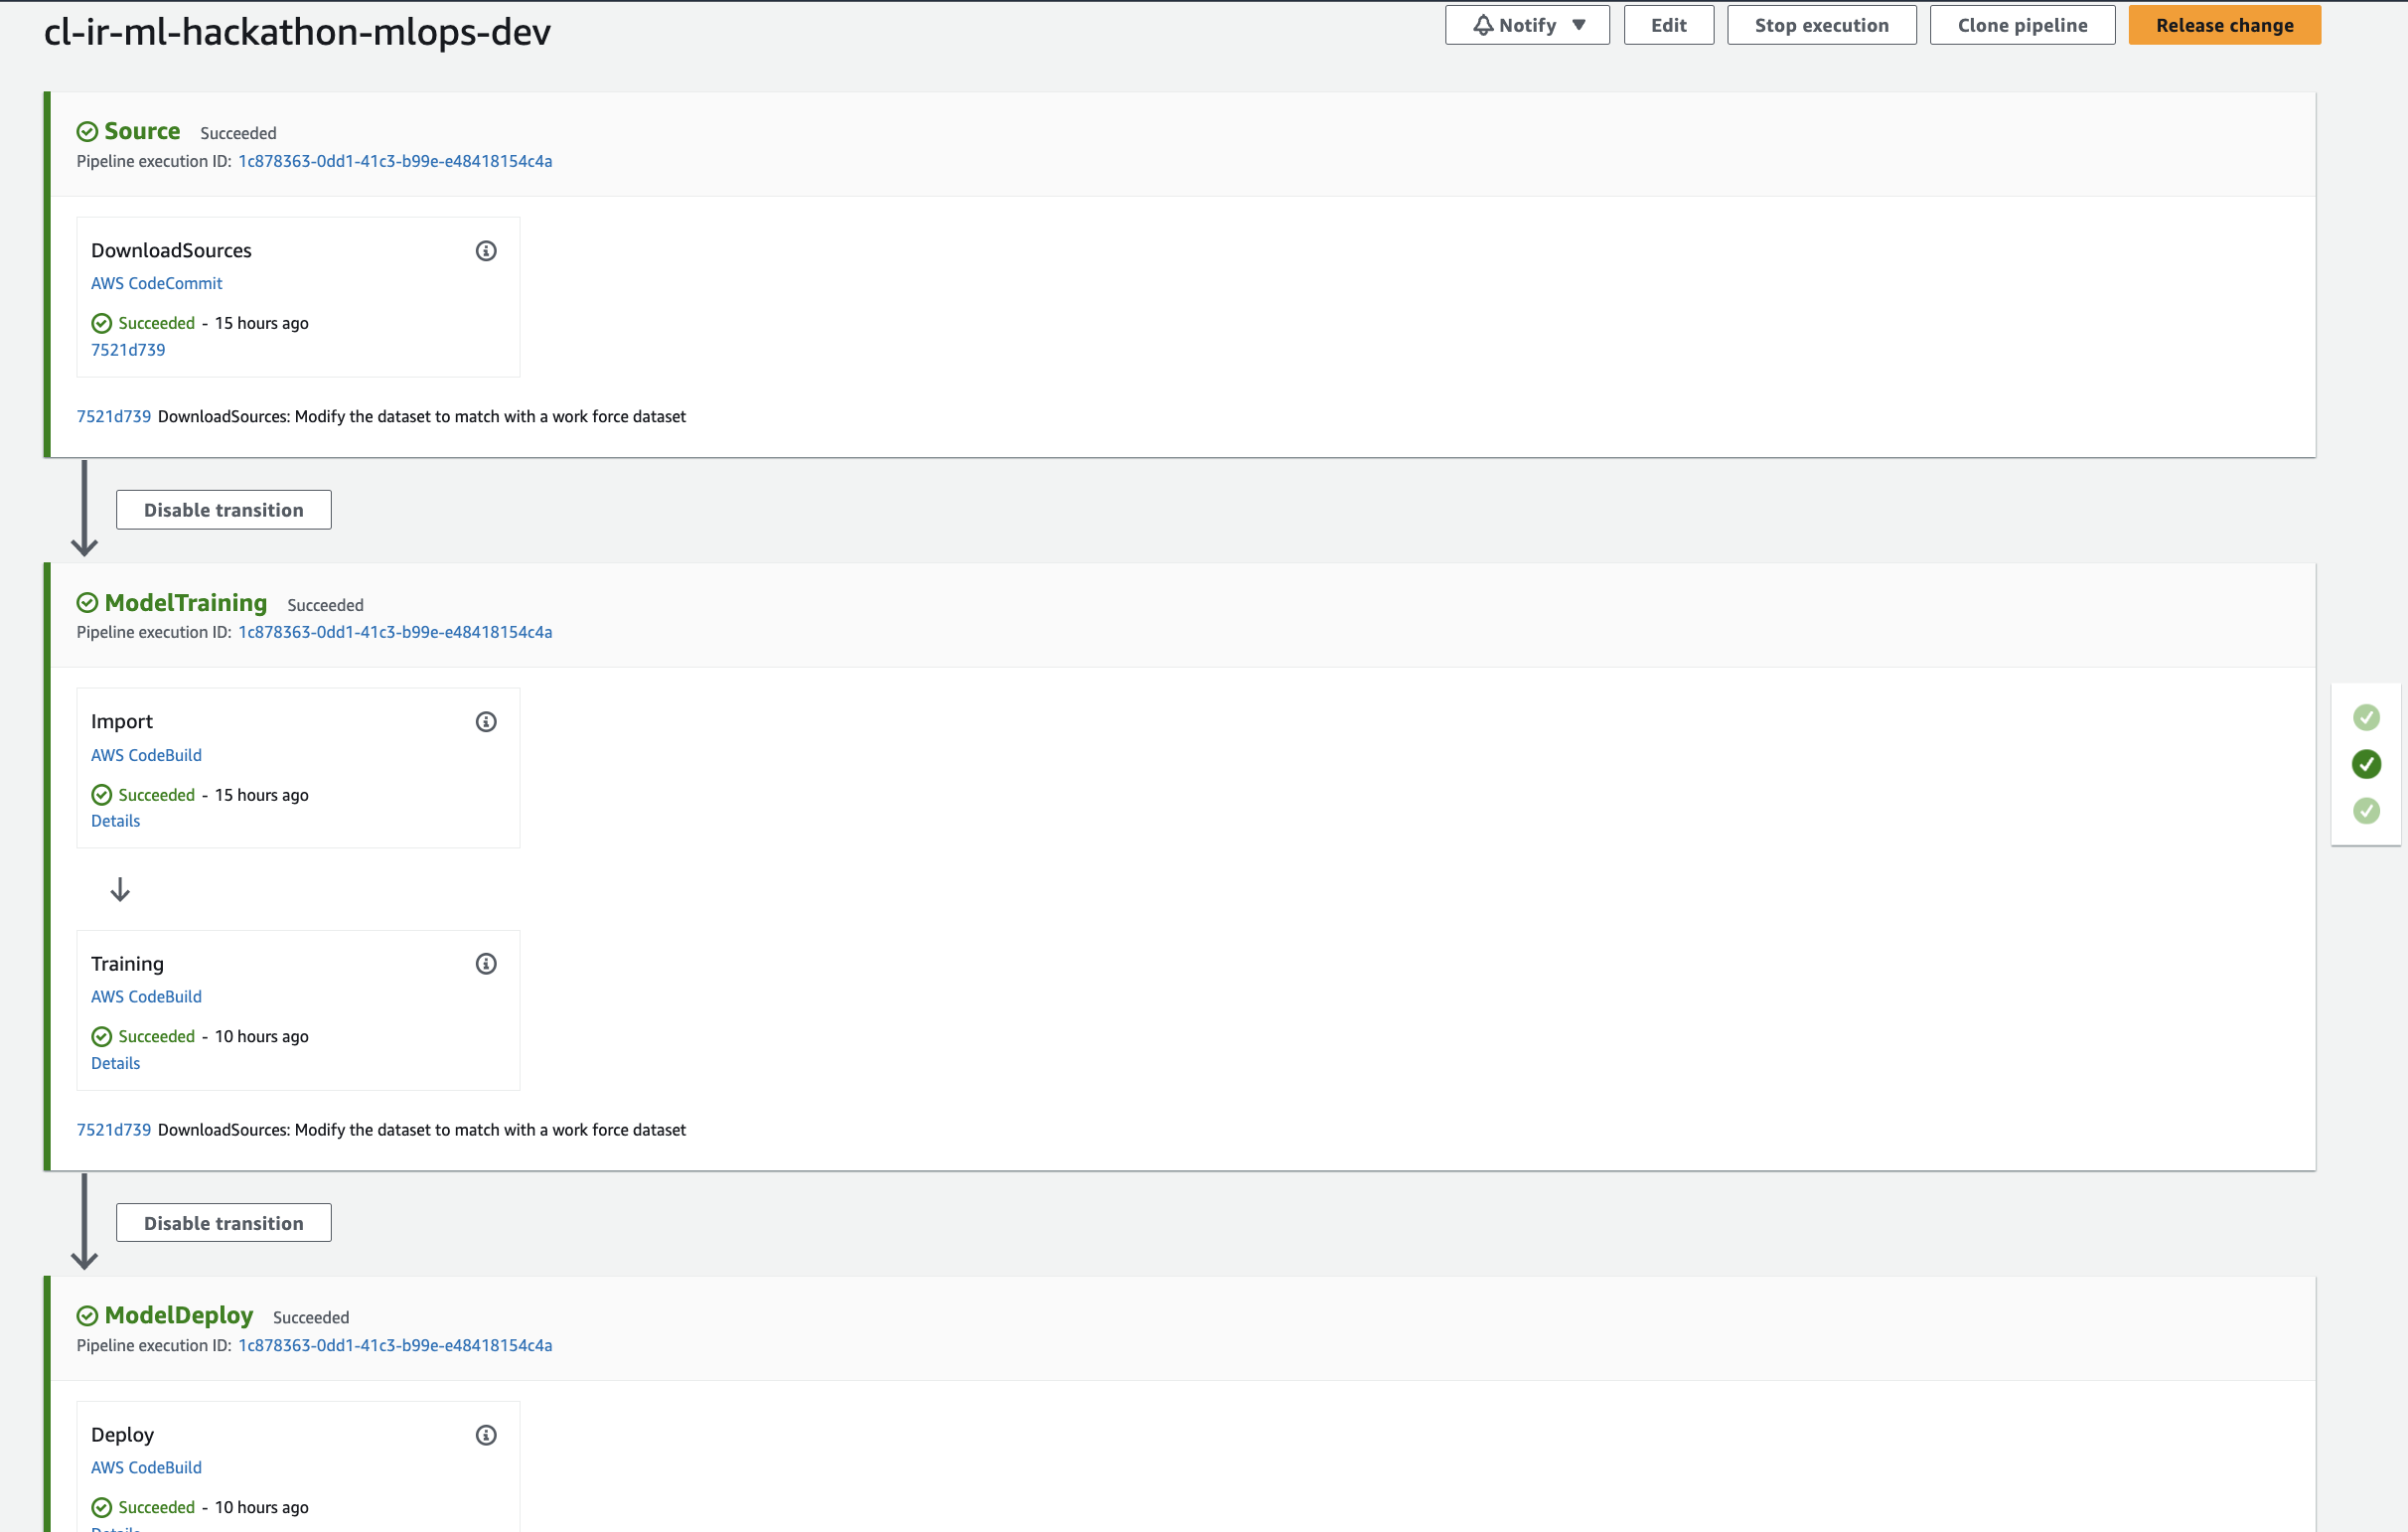 cl-ir-ml-hackathon-mlops-dev
Notify Edit Stop execution Clone pipeline Release change
Source Succeeded
Pipeline execution ID: 1c878363-0dd1-41c3-b99e-e48418154c4a
DownloadSources
AWS CodeCommit
Succeeded - 15 hours ago
7521d739
7521d739 DownloadSources: Modify the dataset to match with a work force dataset
Disable transition
ModelTraining Succeeded
Pipeline execution ID: 1c878363-0dd1-41c3-b99e-e48418154c4a
Import
AWS CodeBuild
Succeeded - 15 hours ago
Details
Training
AWS CodeBuild
Succeeded - 10 hours ago
Details
7521d739 DownloadSources: Modify the dataset to match with a work force dataset
Disable transition
ModelDeploy Succeeded
Pipeline execution ID: 1c878363-0dd1-41c3-b99e-e48418154c4a
Deploy
AWS CodeBuild
Succeeded - 10 hours ago